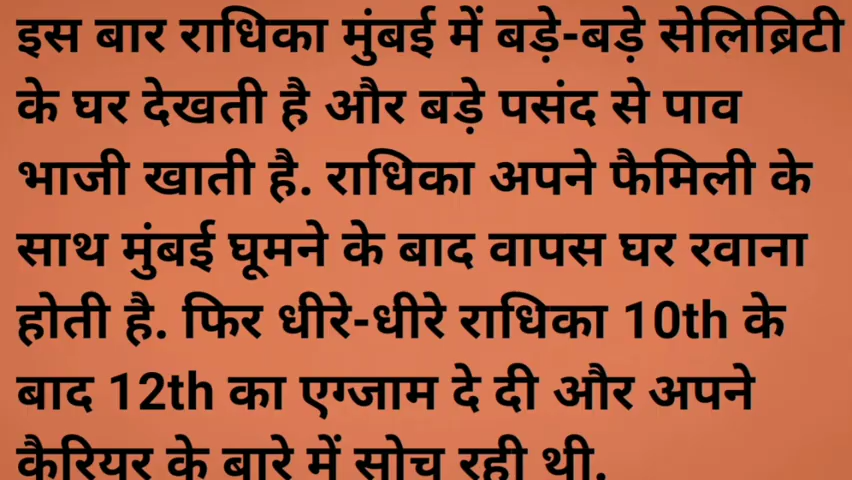 इस बार राधिका मुंबई में बड़े-बड़े सेलिब्रिटी
के घर देखती है और बड़े पसंद से पाव
भाजी खाती है. राधिका अपने फैमिली के
साथ मुंबई घूमने के बाद वापस घर रवाना
होती है. फिर धीरे-धीरे राधिका 10th के
बाद 12th का एग्जाम दे दी और अपने
कैरियर के बारे में सोच रही थी.